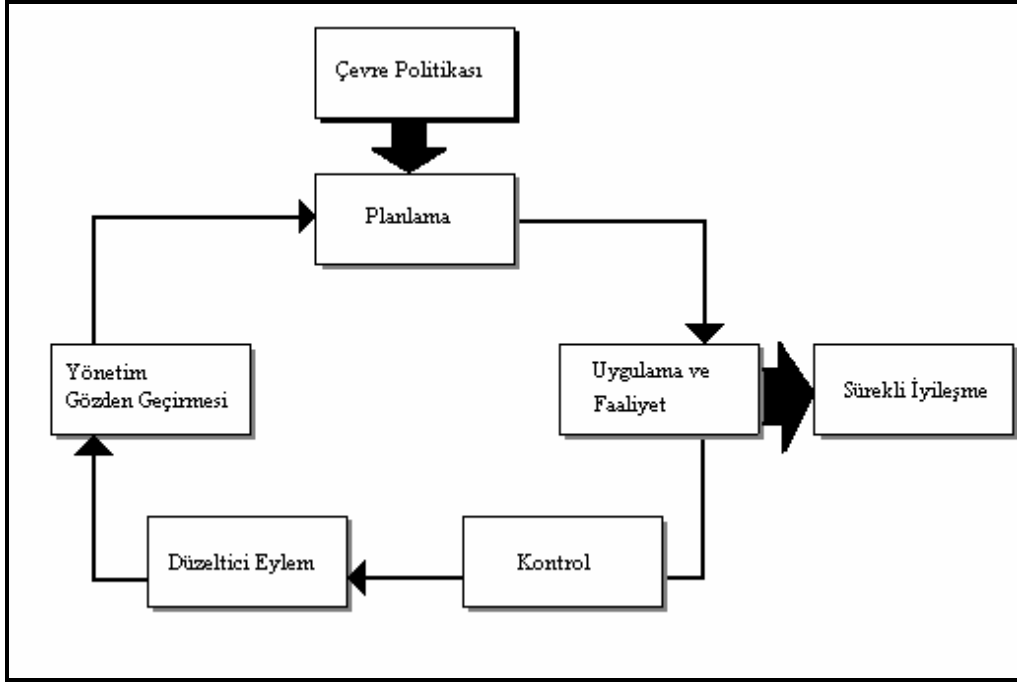 Çevre Politikası
Planlama
Yönetim
Gözden Geçirmesi
Uygulama ve
Faaliyet
Sürekli İyileşme
Düzeltici Eylem
Kontrol